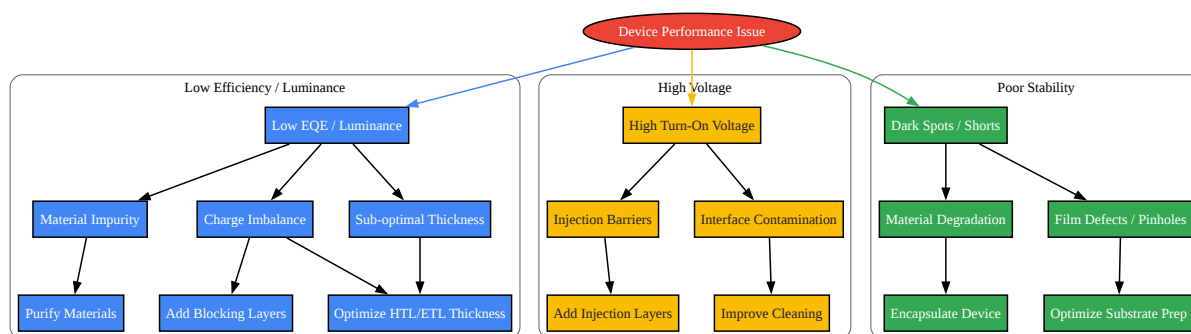 Device Performance Issue
Low Efficiency / Luminance
High Voltage
Poor Stability
Low EQE / Luminance
High Turn-On Voltage
Dark Spots / Shorts
Material Impurity
Charge Imbalance
Sub-optimal Thickness
Injection Barriers
Interface Contamination
Material Degradation
Film Defects / Pinholes
Purify Materials
Add Blocking Layers
Optimize HTL/ETL Thickness
Add Injection Layers
Improve Cleaning
Encapsulate Device
Optimize Substrate Prep